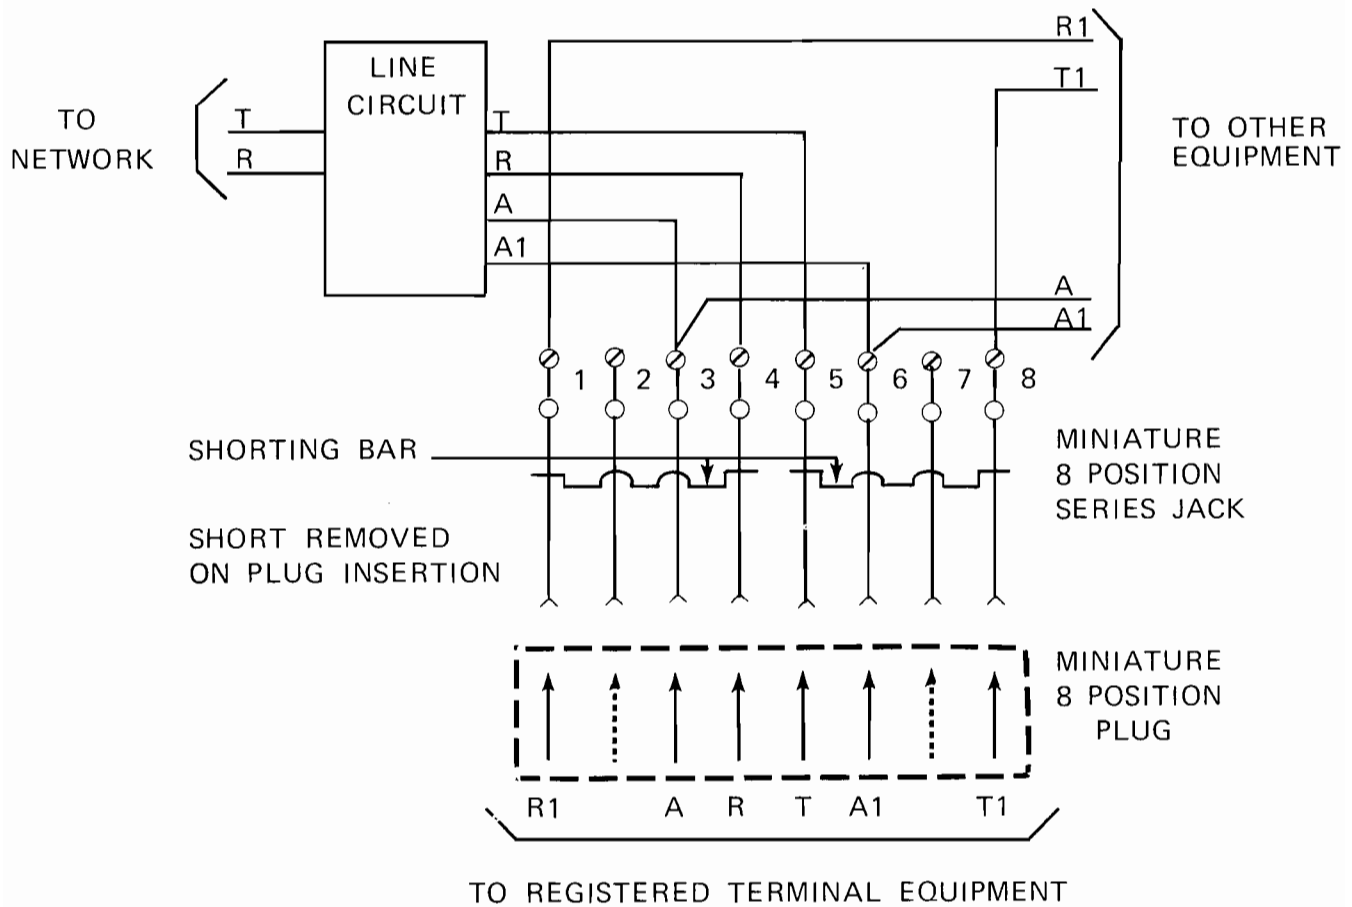 R1
LINE
CIRCUIT
T1
TO
NETWORK
T
R
T
R
A
A1
TO OTHER
EQUIPMENT
A
A1
1 2 3 4 5 6 7 8
SHORTING BAR
MINIATURE
8 POSITION
SERIES JACK
SHORT REMOVED
ON PLUG INSERTION
MINIATURE
8 POSITION
PLUG
R1 A R T A1 T1
TO REGISTERED TERMINAL EQUIPMENT